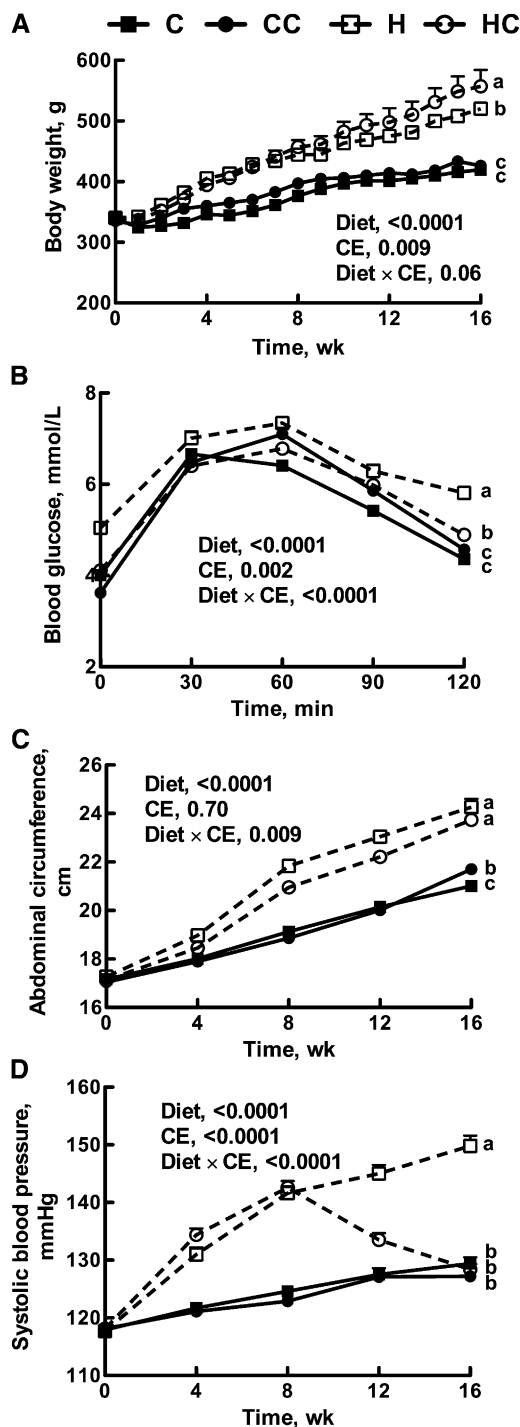 A
C CC H HC
600
500
400
300
200
Body weight, g
a
b
c
c
Diet, <0.0001
CE, 0.009
Diet × CE, 0.06
0 4 8 12 16
Time, wk
B
8
6
4
2
Blood glucose, mmol/L
a
b
c
c
Diet, <0.0001
CE, 0.002
Diet × CE, <0.0001
0 30 60 90 120
Time, min
C
26
24
22
20
18
16
Abdominal circumference,
cm
Diet, <0.0001
CE, 0.70
Diet × CE, 0.009
a
a
b
c
0 4 8 12 16
Time, wk
D
160
150
140
130
120
110
Systolic blood pressure,
mmHg
Diet, <0.0001
CE, <0.0001
Diet × CE, <0.0001
a
b
b
b
0 4 8 12 16
Time, wk